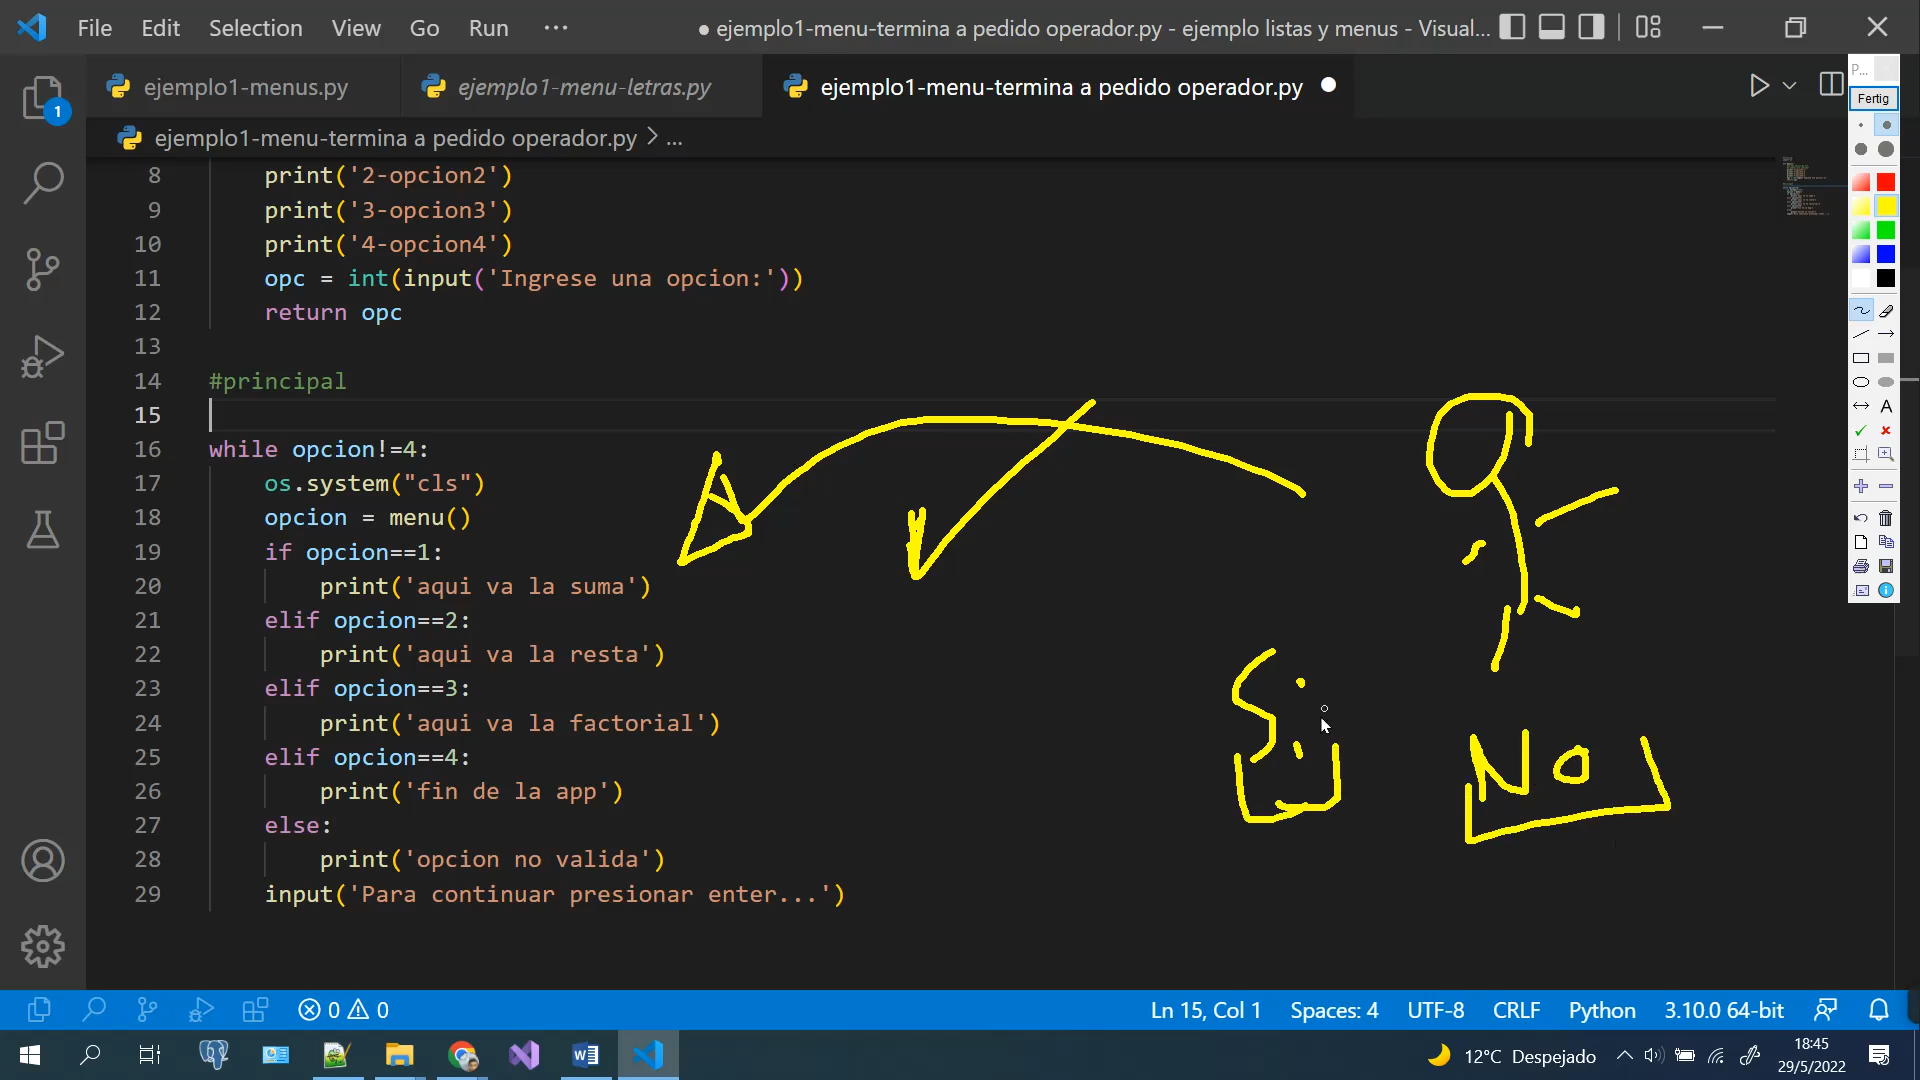 File Edit Selection View Go Run ···
● ejemplo1-menu-termina a pedido operador.py - ejemplo listas y menus - Visual...
P...
ejemplo1-menus.py
ejemplo1-menu-letras.py
ejemplo1-menu-termina a pedido operador.py ●
Fertig
1
ejemplo1-menu-termina a pedido operador.py > ...
8 print('2-opcion2')
9 print('3-opcion3')
10 print('4-opcion4')
11 opc = int(input('Ingrese una opcion:'))
12 return opc
13
14 #principal
15
16 while opcion!=4:
17 os.system("cls")
18 opcion = menu()
19 if opcion==1:
20 print('aqui va la suma')
21 elif opcion==2:
22 print('aqui va la resta')
23 elif opcion==3:
24 print('aqui va la factorial')
25 elif opcion==4:
26 print('fin de la app')
27 else:
28 print('opcion no valida')
29 input('Para continuar presionar enter...')
A
Si
NO
0 0
Ln 15, Col 1 Spaces: 4 UTF-8 CRLF Python 3.10.0 64-bit
12°C Despejado
18:45
29/5/2022